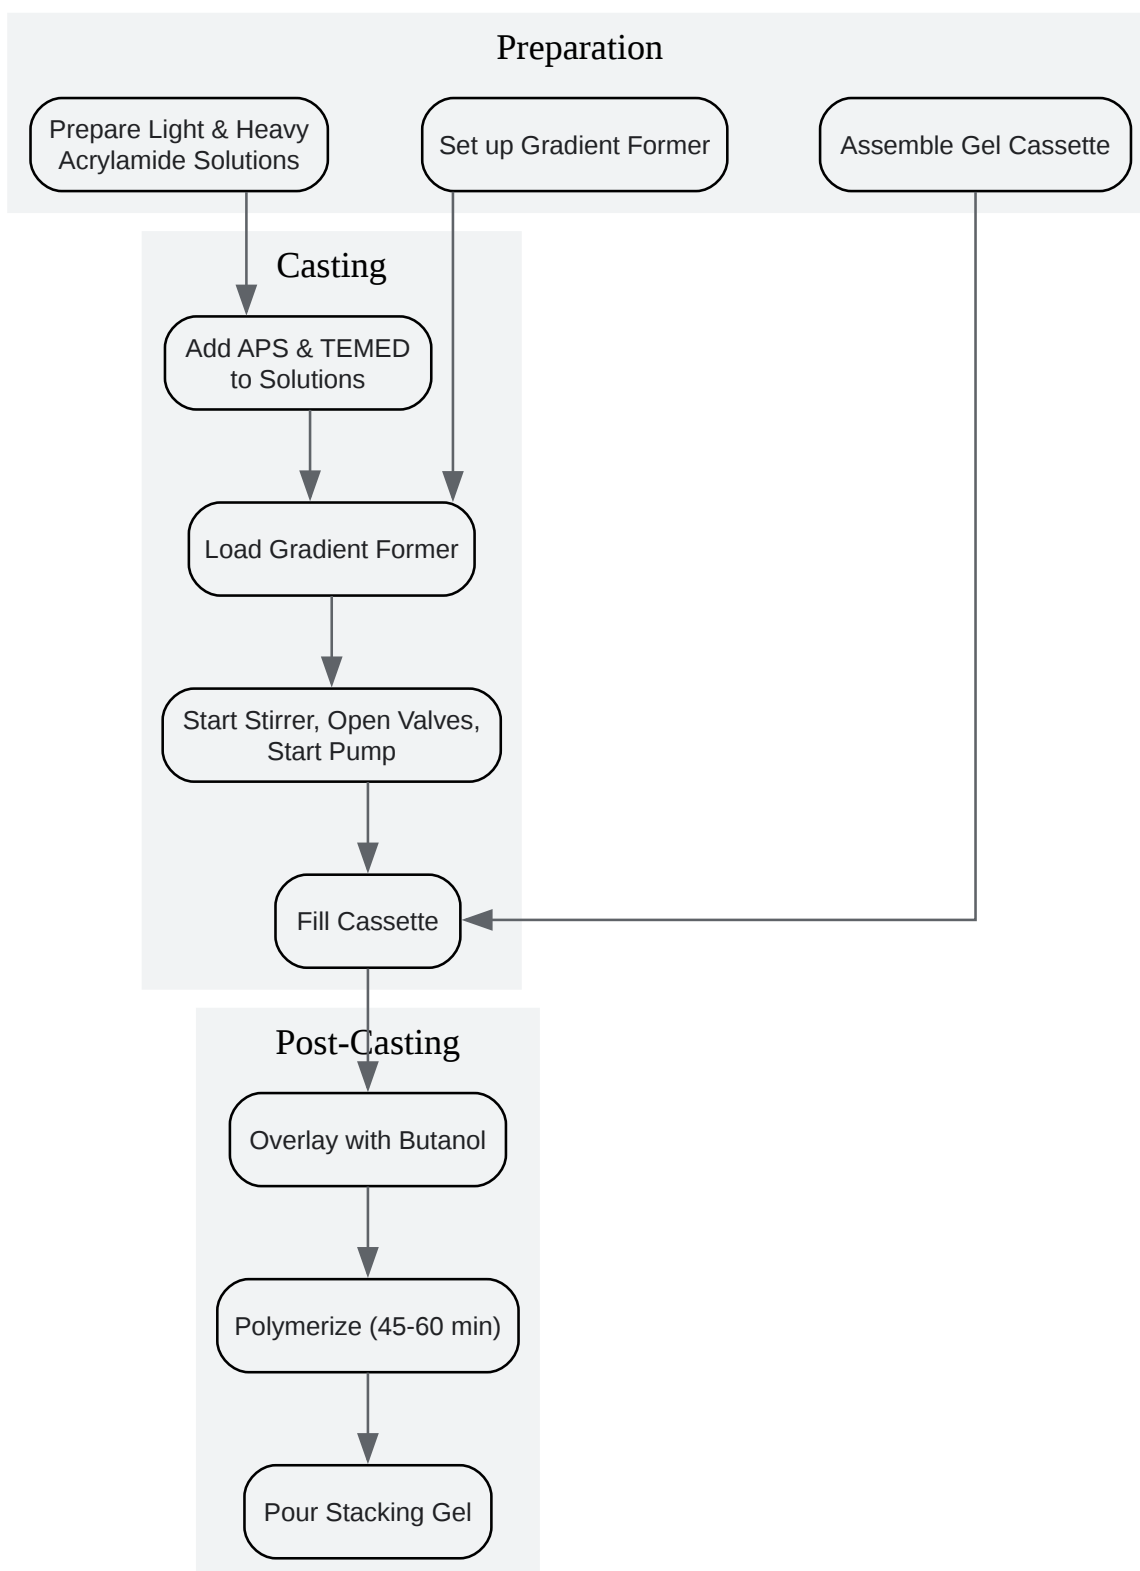 Preparation
Prepare Light & Heavy
Acrylamide Solutions
Set up Gradient Former
Assemble Gel Cassette
Casting
Add APS & TEMED
to Solutions
Load Gradient Former
Start Stirrer, Open Valves,
Start Pump
Fill Cassette
Post-Casting
Overlay with Butanol
Polymerize (45-60 min)
Pour Stacking Gel